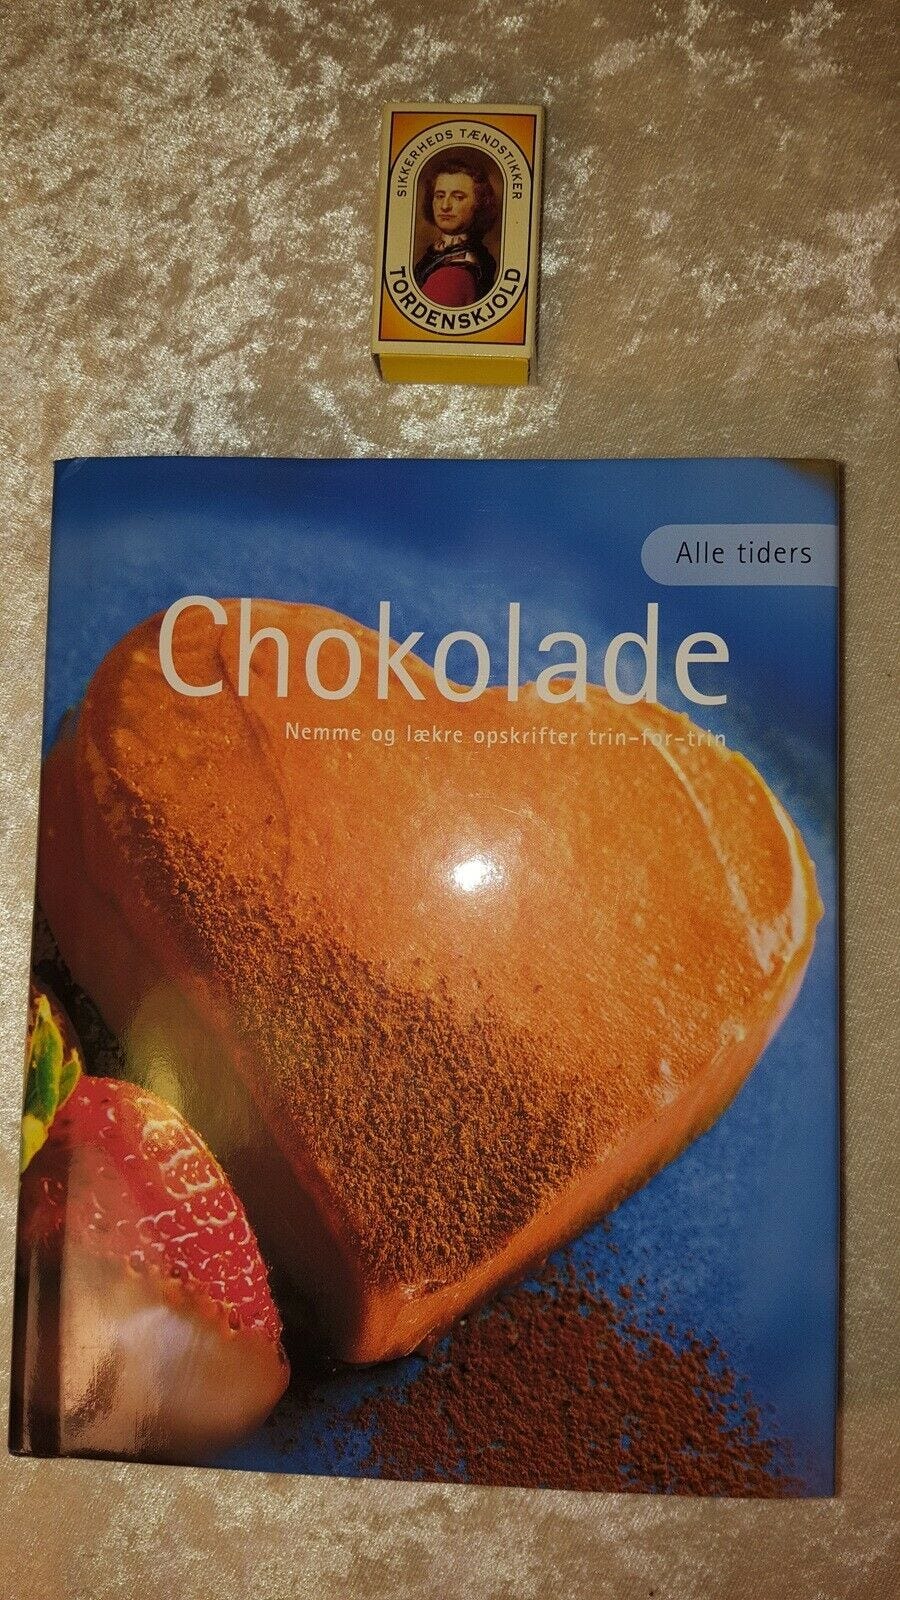 SIKKERHEDS TÆNDSTIKKER
TORDENSKJOLD
Alle tiders
Chokolade
Nemme og lækre opskrifter trin-for-trin